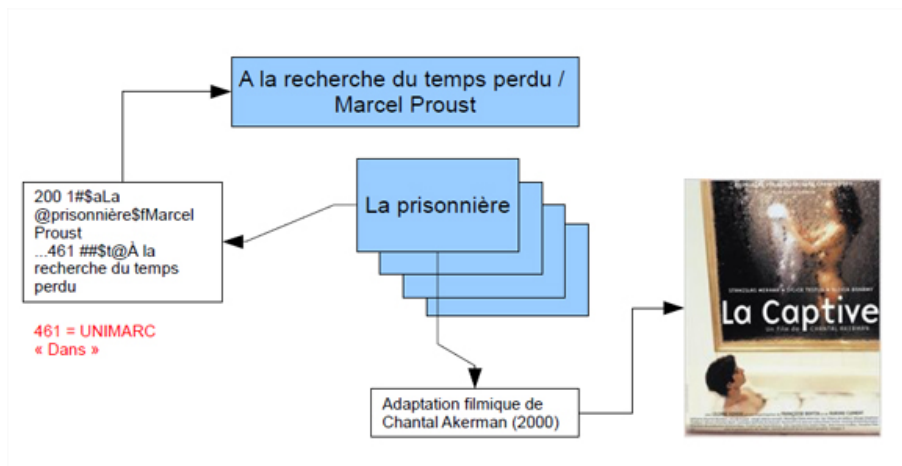 A la recherche du temps perdu /
Marcel Proust
200 1#$aLa
@prisonnière$fMarcel
Proust
...461 ##$t@À la
recherche du temps
perdu
La prisonnière
461 = UNIMARC
« Dans »
Adaptation filmique de
Chantal Akerman (2000)
La Captive
Un film de CHANTAL AKERMAN